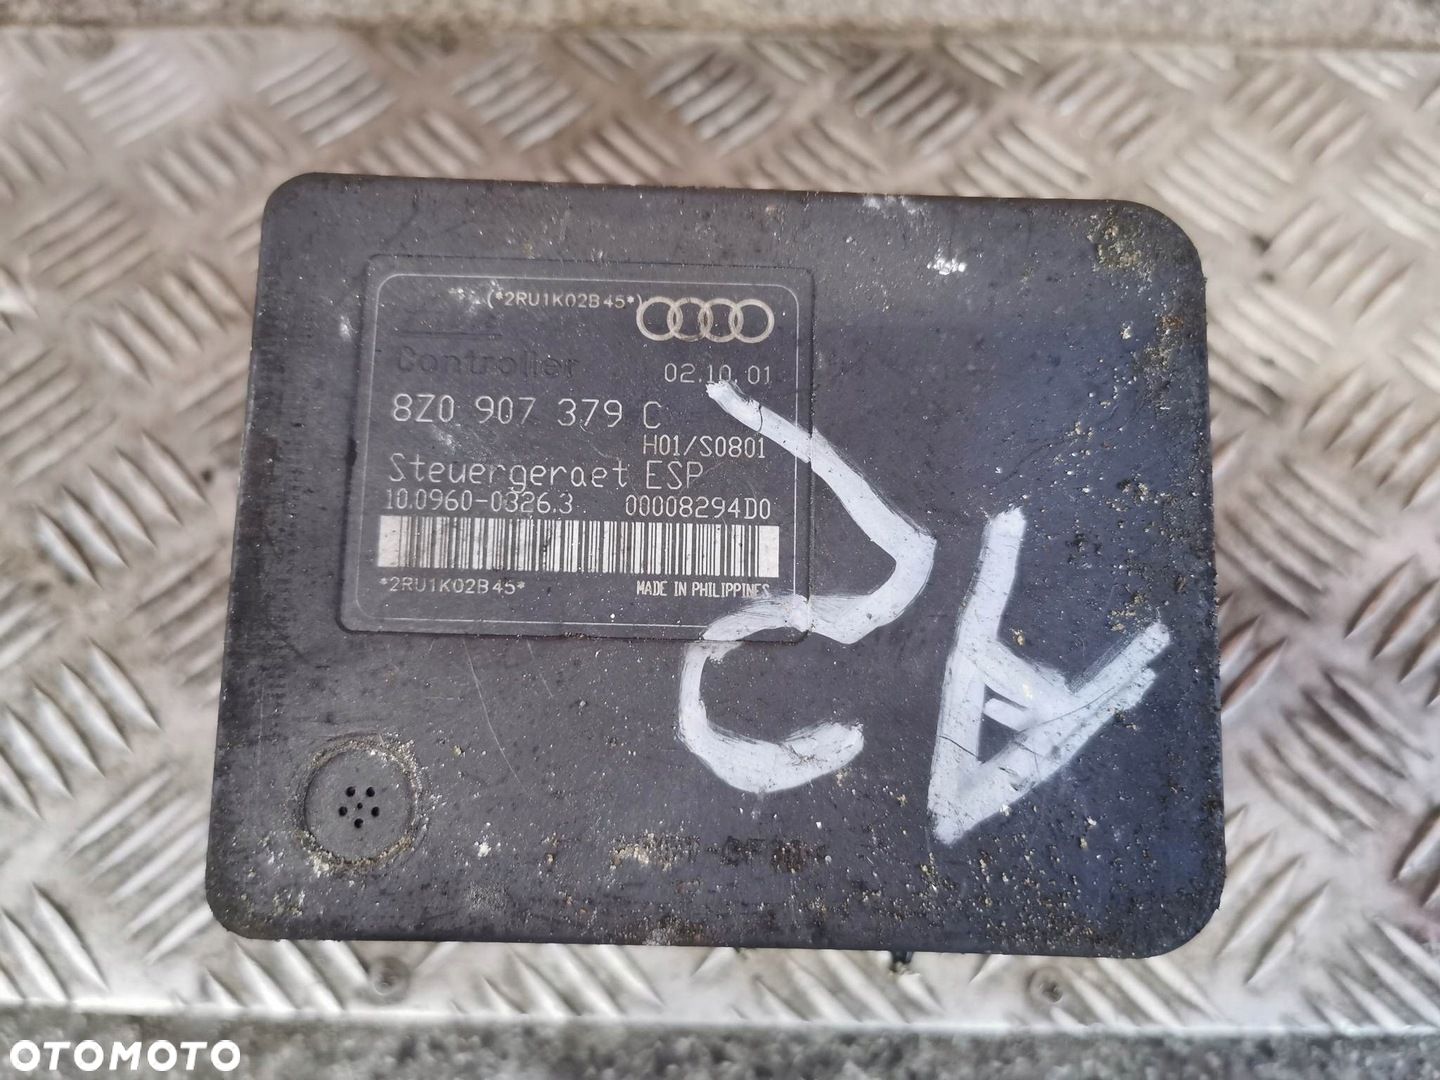 (*2RU1K02B45*)
Controller
02.10.01
8Z0 907 379 C
H01/S0801
Steuergeraet ESP
10.0960-0326.3 00008294D0
*2RU1K02B45*
MADE IN PHILIPPINES
A2
OTOMOTO